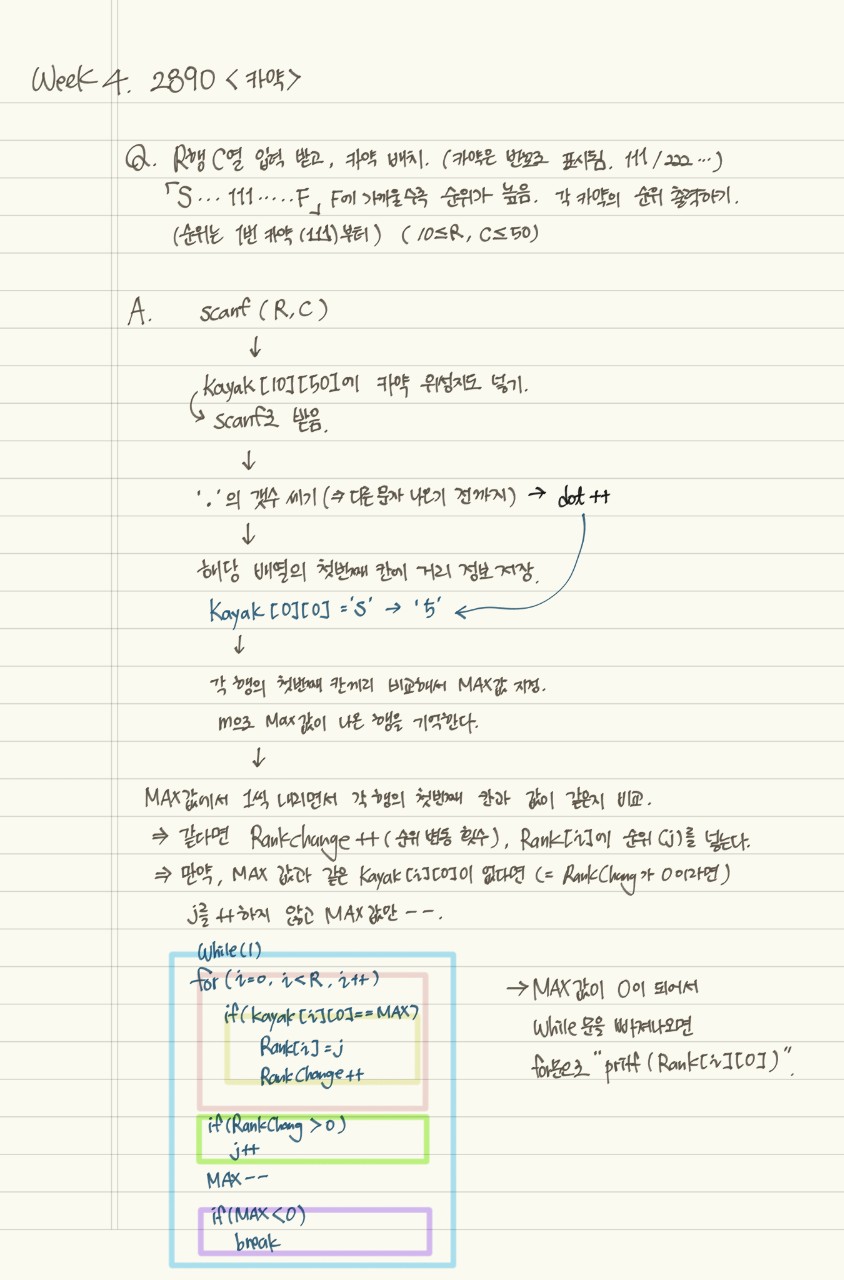 Week 4. 2890 <카약>
Q. R행 C열 입력 받고, 카약 배치. (카약은 번호로 표시됨. 111/222 ...)
「S... 111.....F」 F에 가까울수록 순위가 높음. 각 카약의 순위 출력하기.
(순위는 1번 카약 (111)부터) (10≤R, C≤50)
A. scanf (R, C)
↓
Kayak [10][50]에 카약 위성지도 넣기.
scanf로 받음.
↓
'.'의 갯수 세기 (⇒ 다른 문자 나오기 전까지) → dot ++
↓
해당 배열의 첫번째 칸에 거리 정보 저장.
Kayak [0][0] = 'S' → '5'
↓
각 행의 첫번째 칸끼리 비교해서 MAX값 지정.
m으로 Max값이 나온 행을 기억한다.
↓
MAX값에서 1씩 내리면서 각 행의 첫번째 칸과 값이 같은지 비교.
⇒ 같다면 Rankchange ++ (순위 변동 횟수), Rank[i]에 순위 (j)를 넣는다.
⇒ 만약, MAX 값과 같은 Kayak[i][0]이 없다면 (= RankChang가 0이라면)
j를 ++하지 않고 MAX값만 --.
While(1)
for (i=0, i<R, i++)
if(Kayak[i][0]==MAX)
Rank[i]=j
RankChange++
if(RankChang >0)
j++
MAX--
if(MAX<0)
break
→ MAX값이 0이 되어서
While 문을 빠져나오면
for문으로 "pritf (Rank[i][0])".